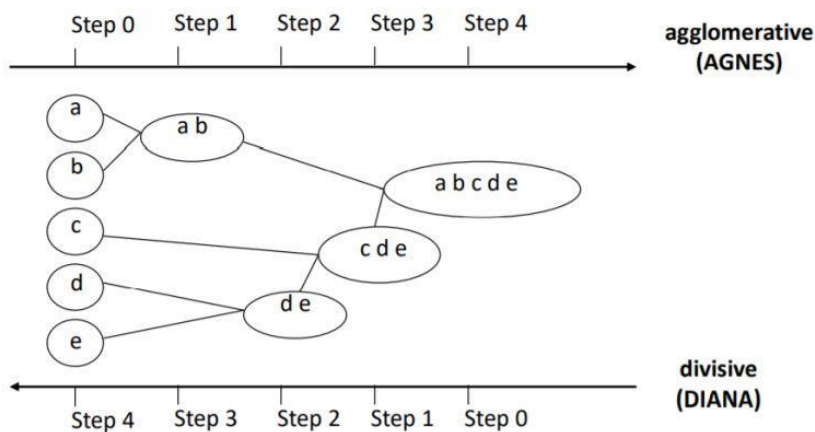 Step 0 Step 1 Step 2 Step 3 Step 4
agglomerative
(AGNES)
a
a b
b
a b c d e
c
c d e
d
d e
e
divisive
(DIANA)
Step 4 Step 3 Step 2 Step 1 Step 0